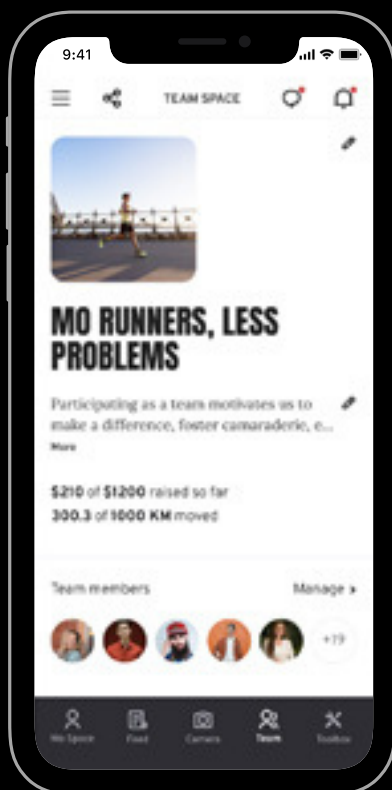 9:41
TEAM SPACE
MO RUNNERS, LESS
PROBLEMS
Participating as a team motivates us to
make a difference, foster camaraderie, e...
More
$210 of $1200 raised so far
300.3 of 1000 KM moved
Team members
Manage >
+19
Mo Space
Feed
Camera
Team
Toolbox